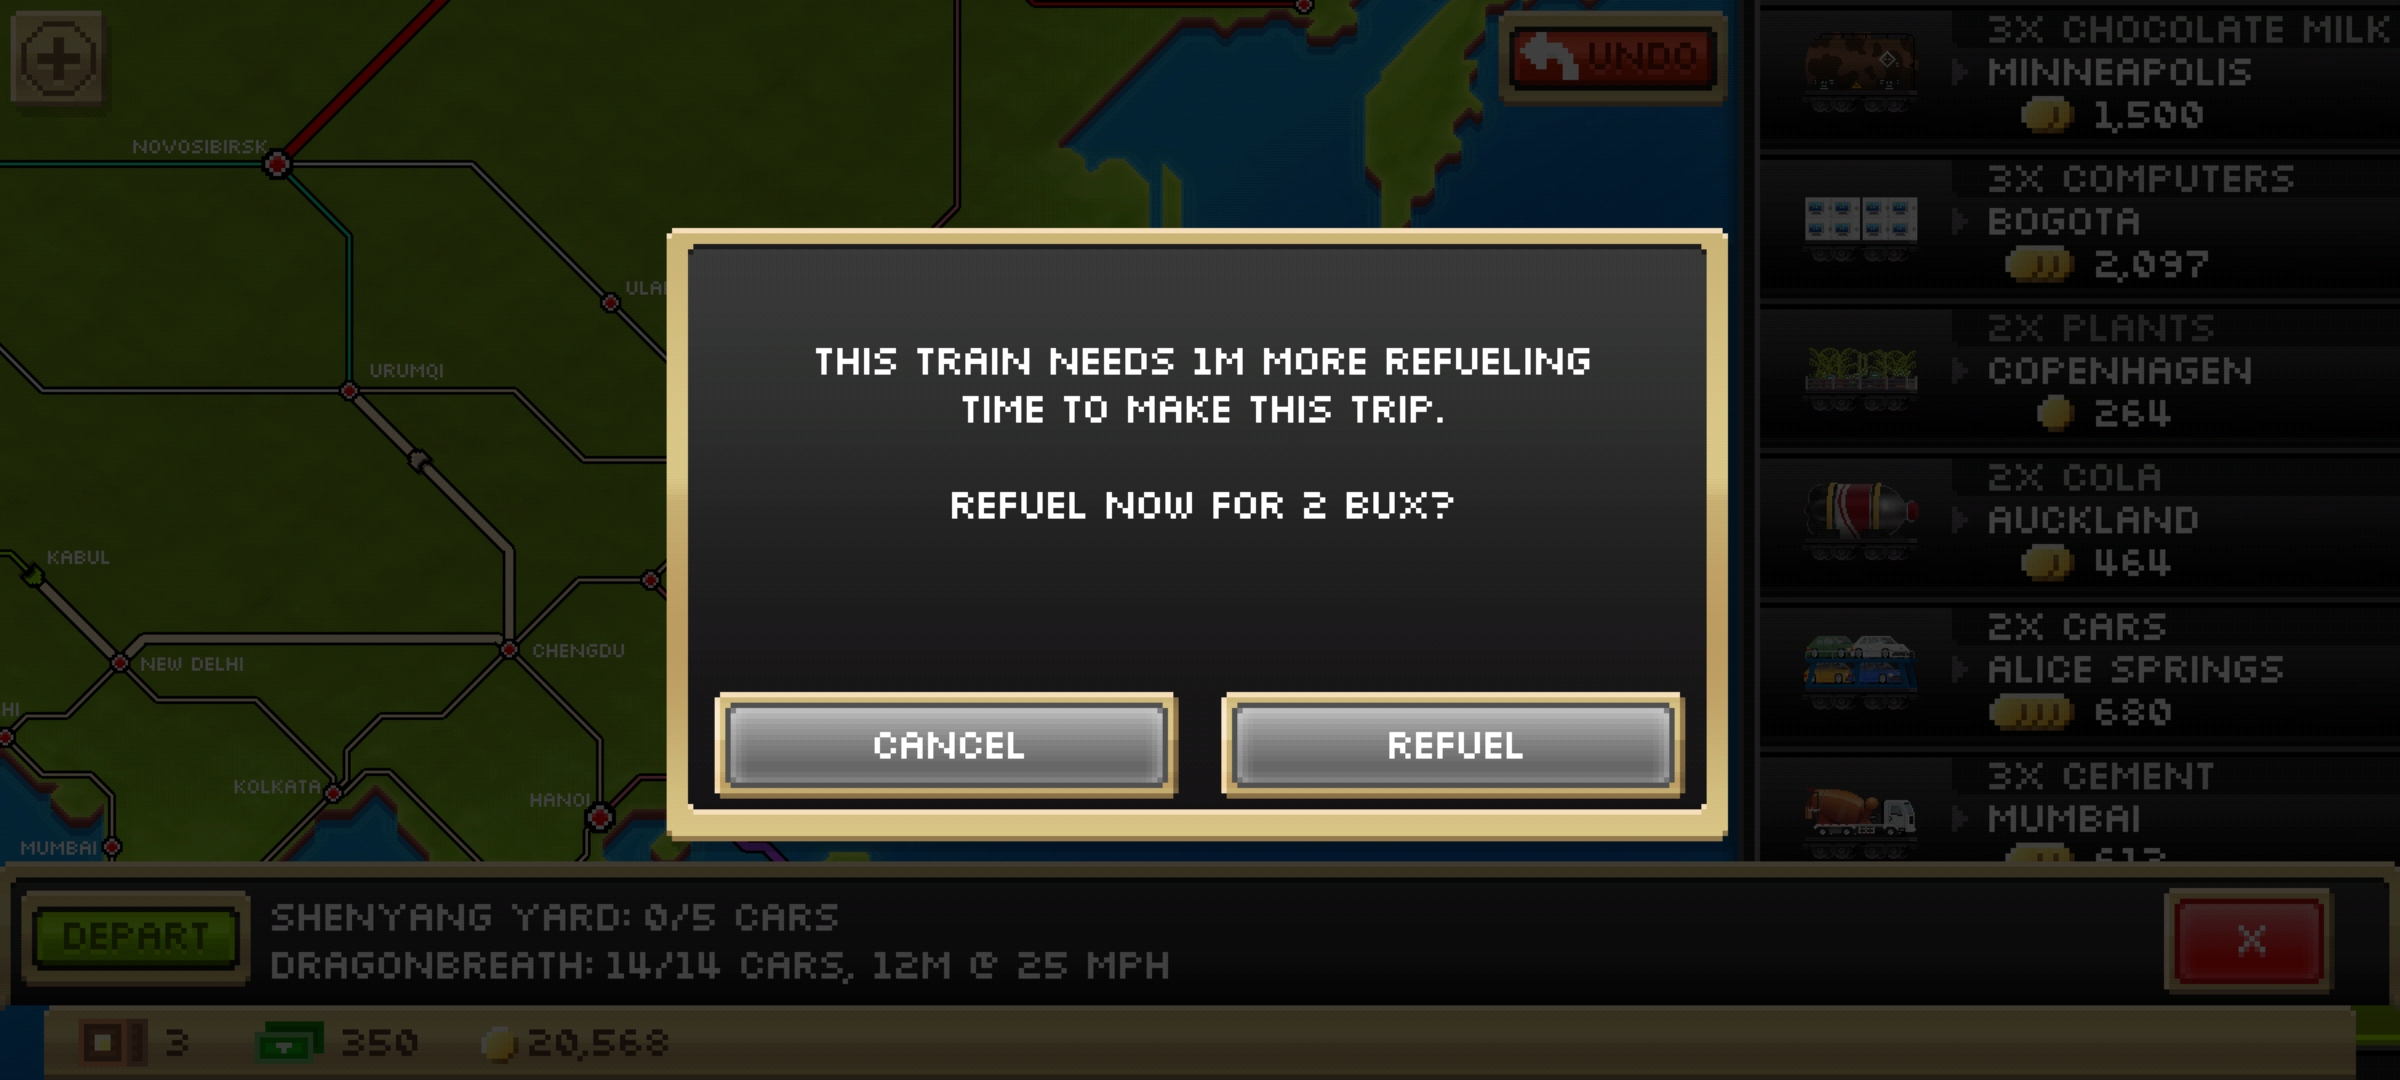 UNDO
NOVOSIBIRSK
URUMQI
KABUL
NEW DELHI
CHENGDU
KOLKATA
HANOI
MUMBAI
THIS TRAIN NEEDS 1M MORE REFUELING
TIME TO MAKE THIS TRIP.
REFUEL NOW FOR 2 BUX?
CANCEL
REFUEL
3X CHOCOLATE MILK
MINNEAPOLIS
1,500
3X COMPUTERS
BOGOTA
2,097
2X PLANTS
COPENHAGEN
264
2X COLA
AUCKLAND
464
2X CARS
ALICE SPRINGS
680
3X CEMENT
MUMBAI
DEPART
SHENYANG YARD: 0/5 CARS
DRAGONBREATH: 14/14 CARS, 12M @ 25 MPH
X
3
350
20,568